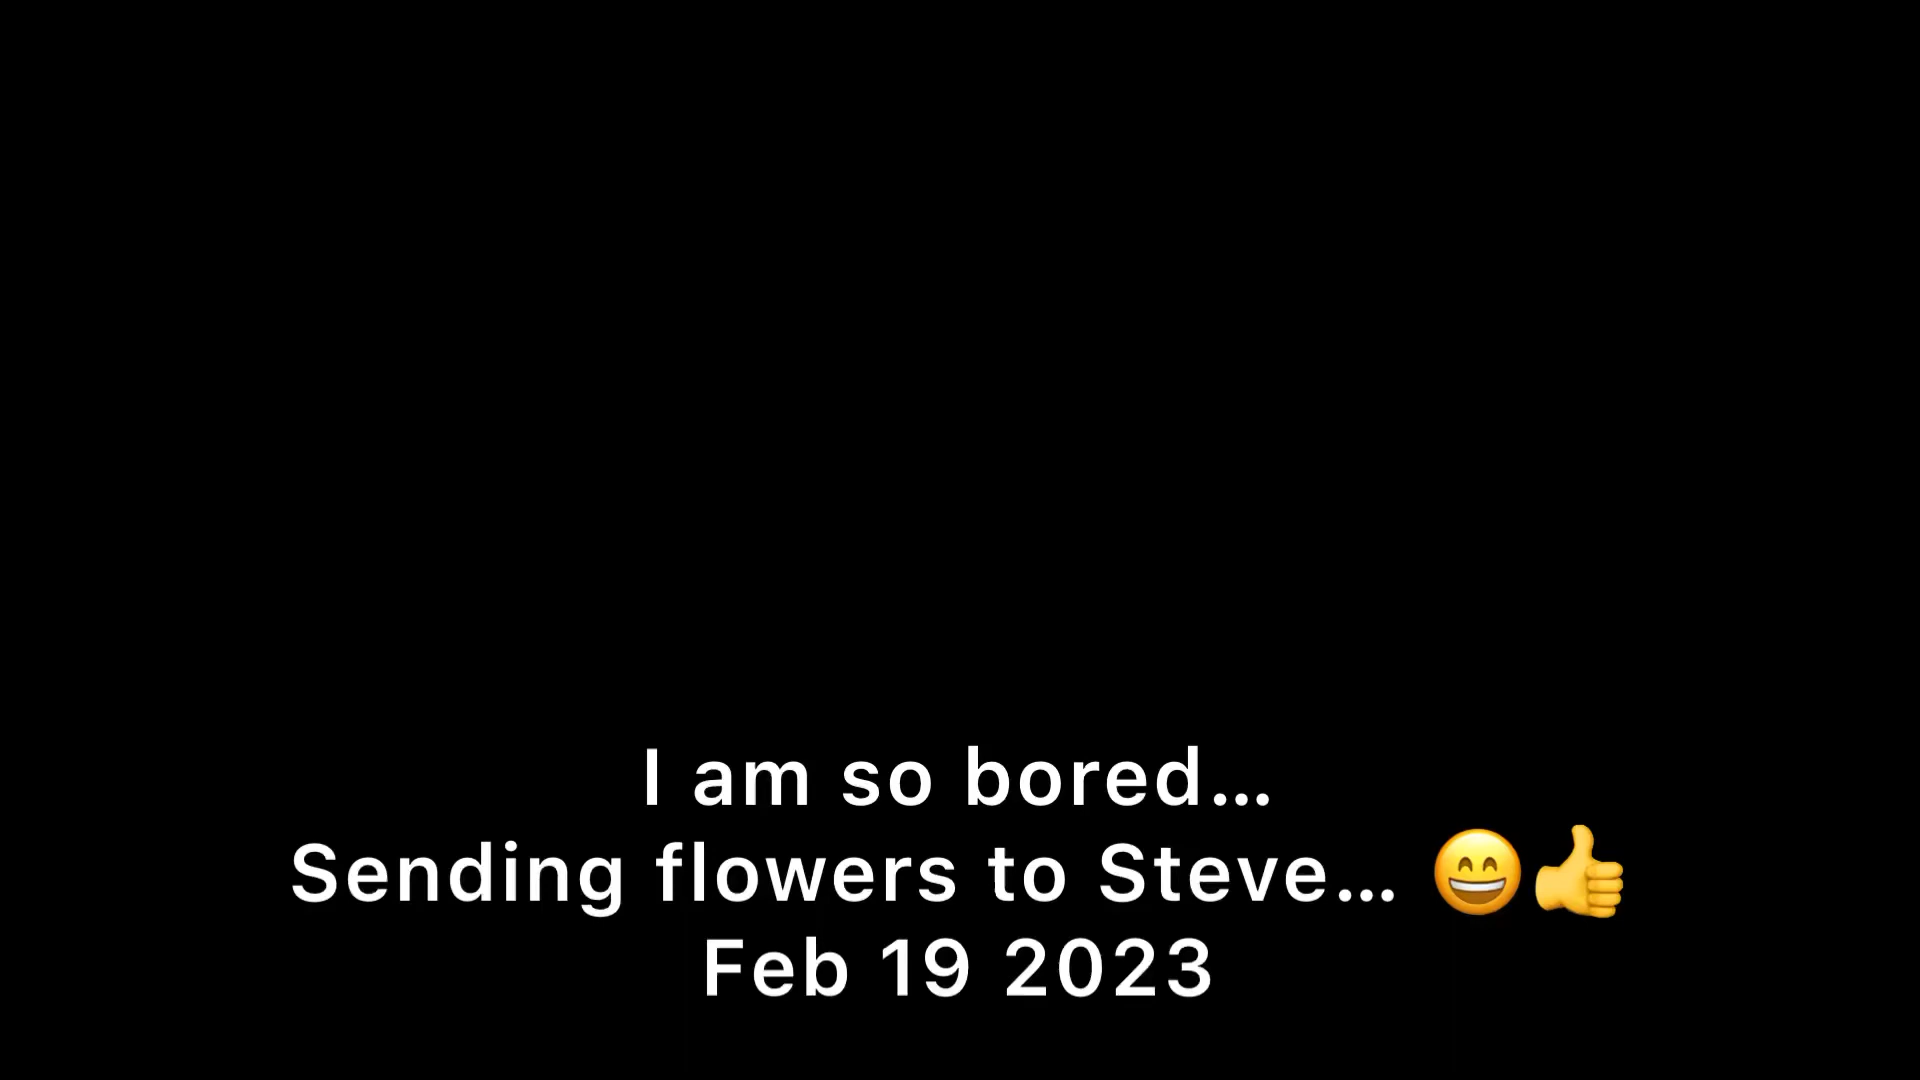 I am so bored…
Sending flowers to Steve… 😄👍
Feb 19 2023